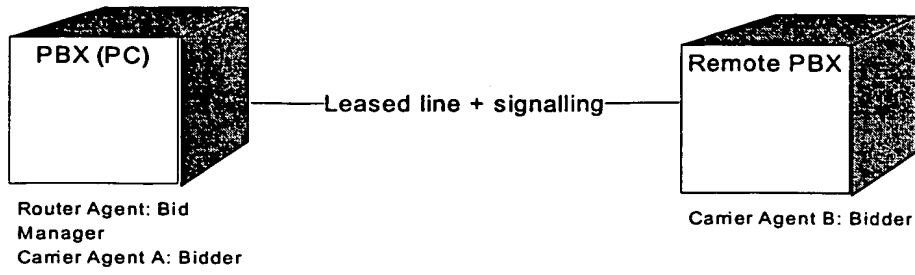 PBX (PC)
Remote PBX
Leased line + signalling
Router Agent: Bid
Manager
Carrier Agent A: Bidder
Carrier Agent B: Bidder